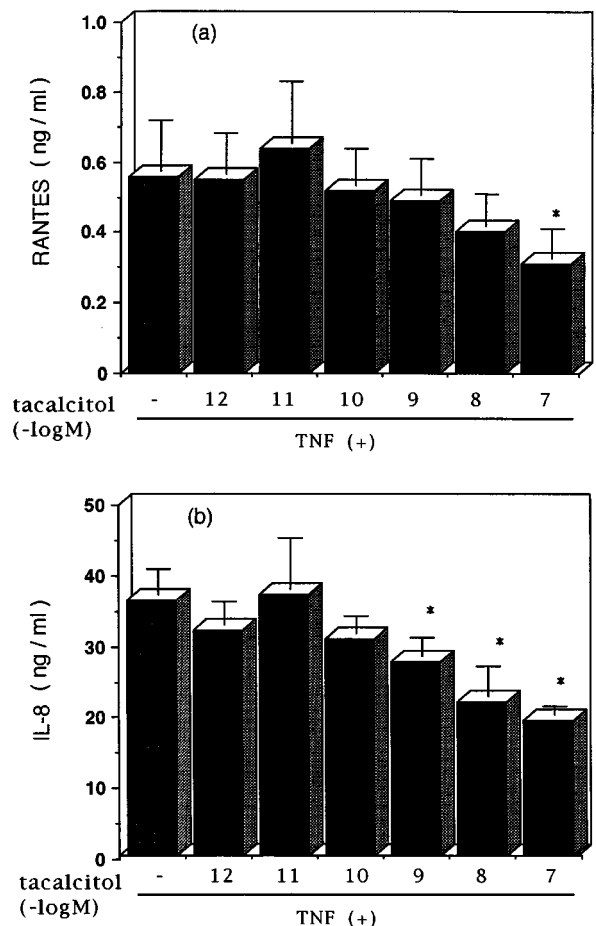 (a)
RANTES ( ng / ml )
1.0
0.8
0.6
0.4
0.2
0
*
tacalcitol - 12 11 10 9 8 7
(-logM)
TNF (+)
(b)
IL-8 ( ng / ml )
50
40
30
20
10
0
* * *
tacalcitol - 12 11 10 9 8 7
(-logM)
TNF (+)